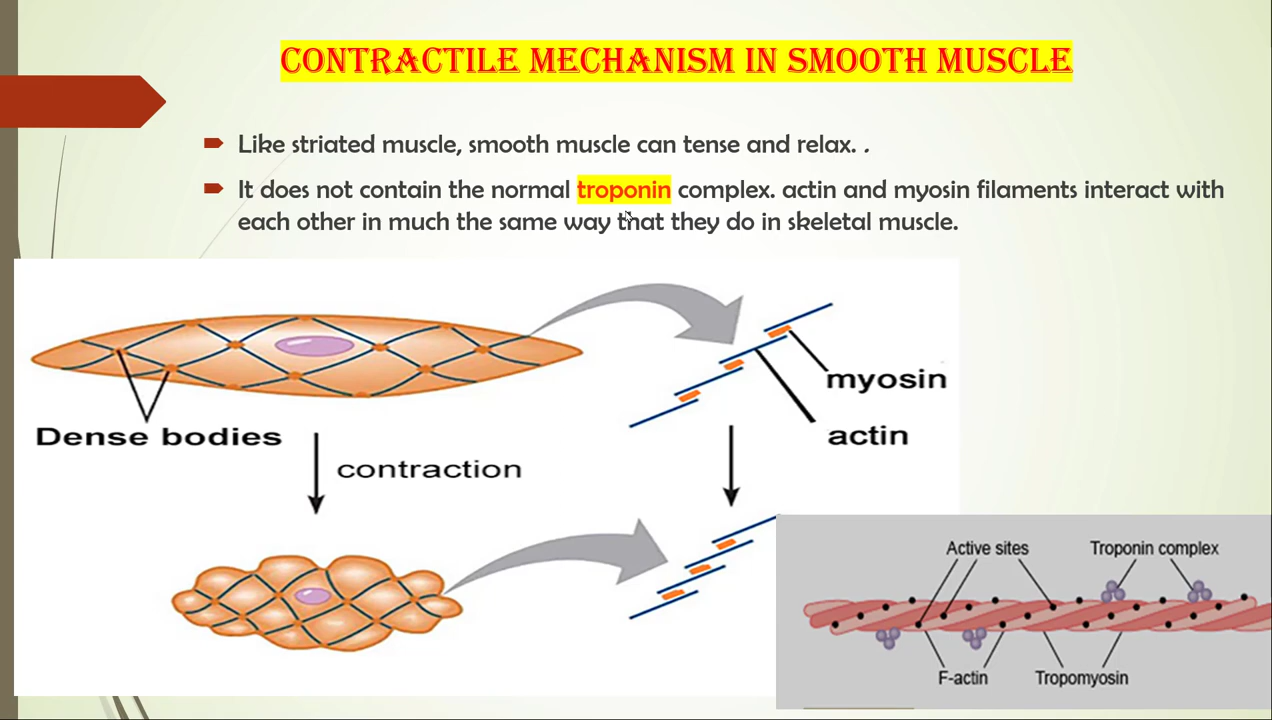 CONTRACTILE MECHANISM IN SMOOTH MUSCLE
Like striated muscle, smooth muscle can tense and relax. .
It does not contain the normal troponin complex. actin and myosin filaments interact with
each other in much the same way that they do in skeletal muscle.
myosin
actin
Dense bodies
contraction
Active sites
Troponin complex
F-actin
Tropomyosin